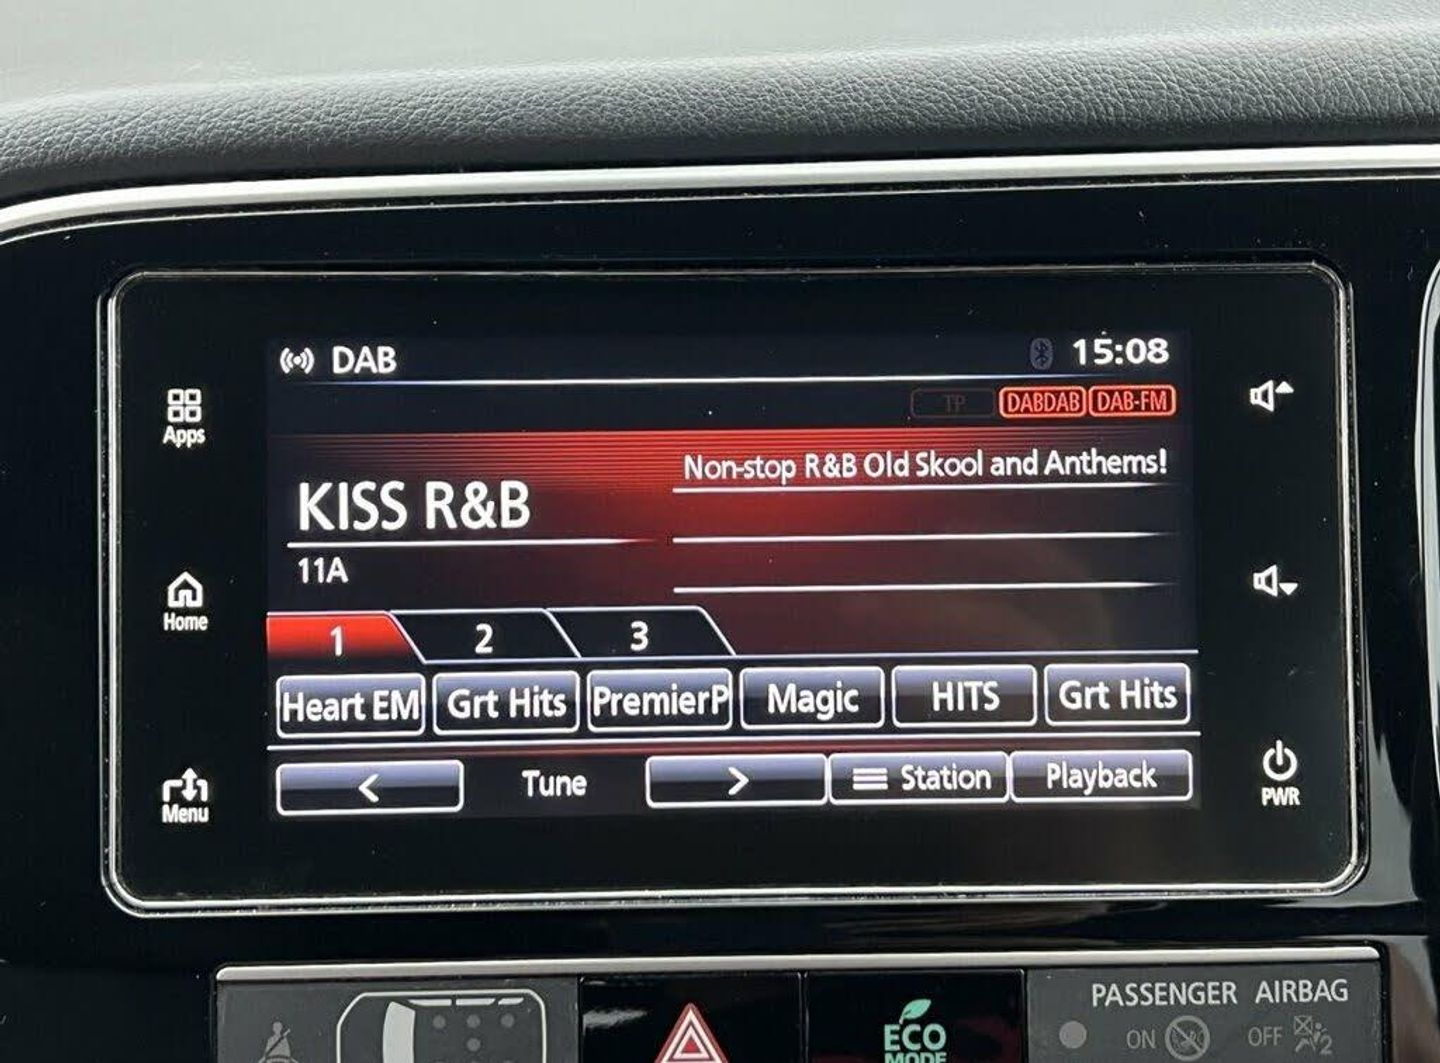 DAB 15:08
TP DABDAB DAB-FM
Apps
Non-stop R&B Old Skool and Anthems!
KISS R&B
11A
Home
1 2 3
Heart EM Grt Hits PremierP Magic HITS Grt Hits
< Tune > Station Playback
Menu
PWR
PASSENGER AIRBAG
ON OFF
ECO
MODE